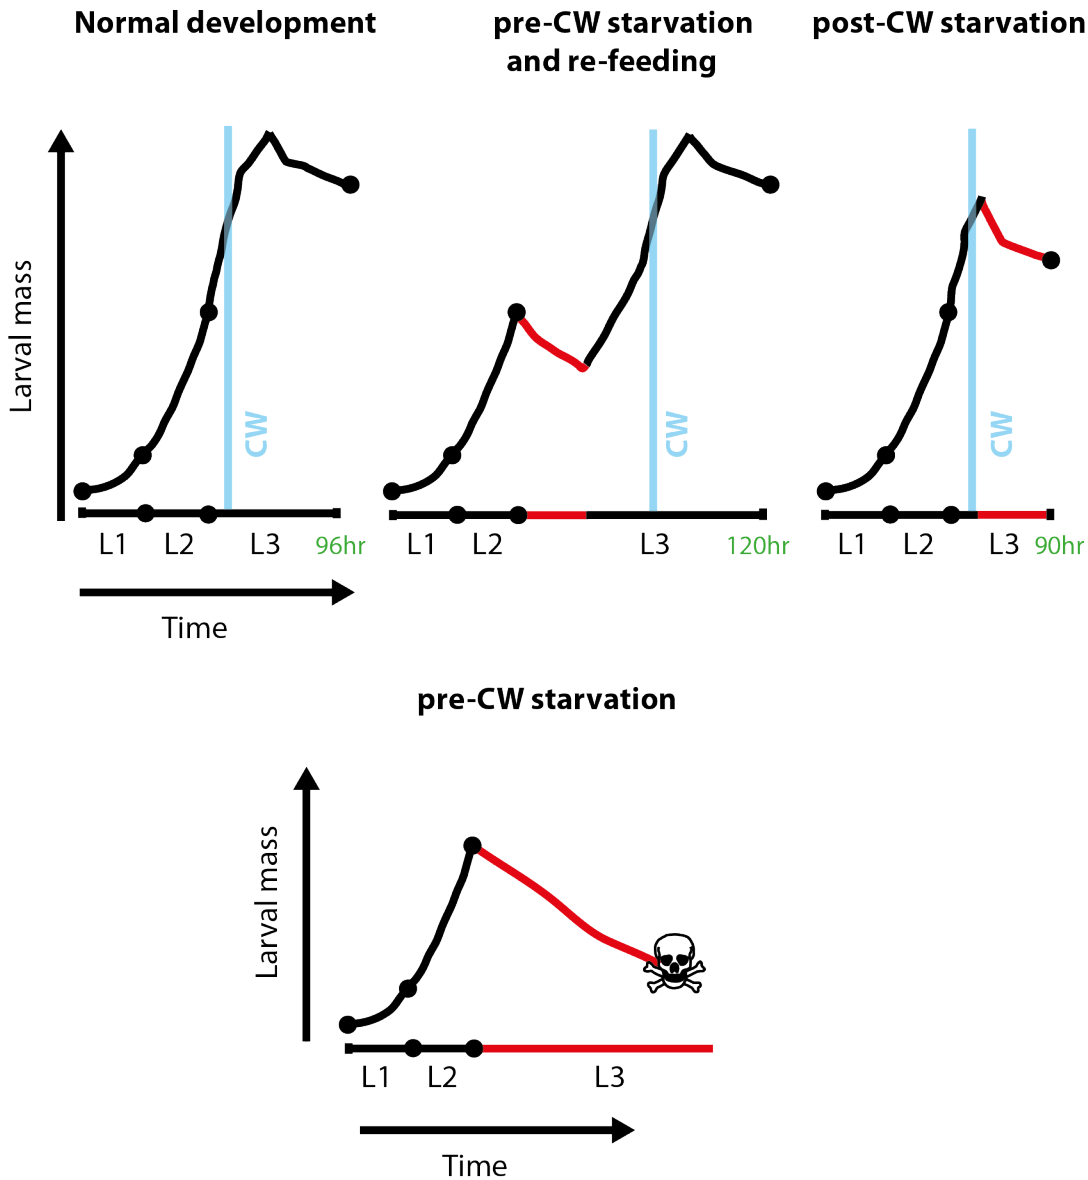 Normal development
pre-CW starvation
and re-feeding
post-CW starvation
Larval mass
CW
CW
CW
L1 L2 L3 96hr
L1 L2 L3 120hr
L1 L2 L3 90hr
Time
pre-CW starvation
Larval mass
L1 L2 L3
Time